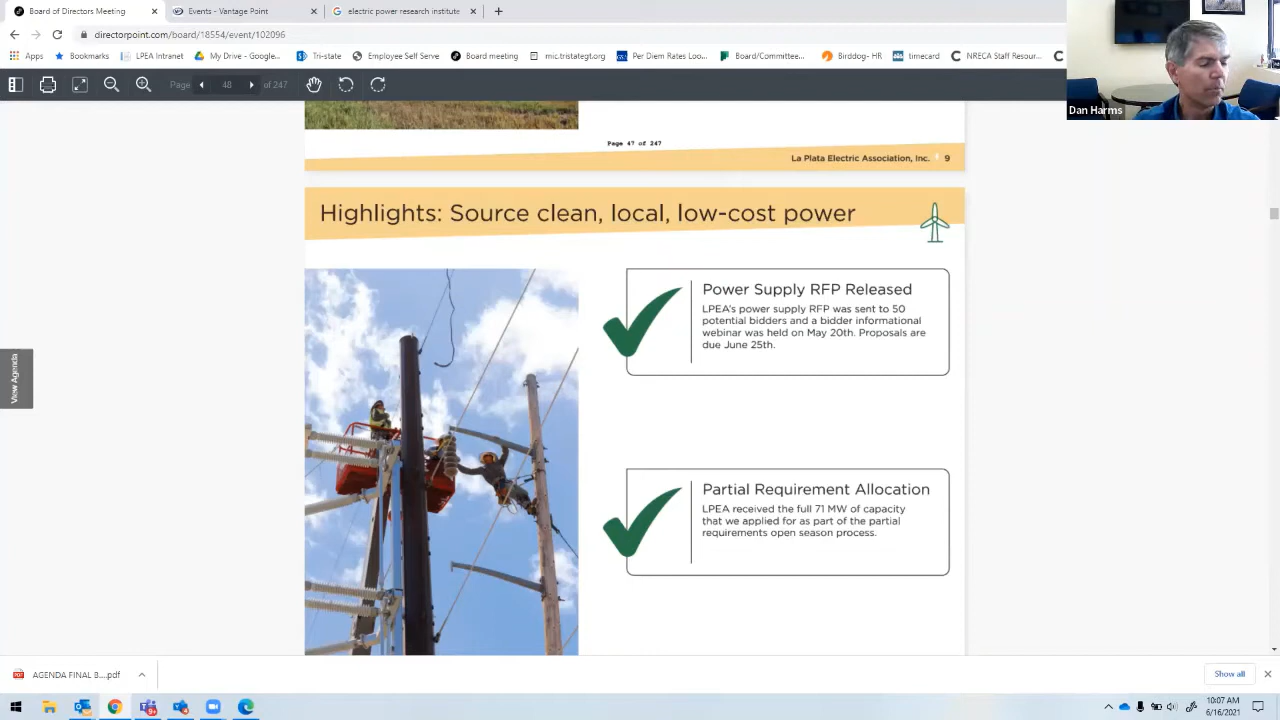 Board of Directors Meeting
Events - Vantage Point
electric power research institute
directorpoint.com/board/18554/event/102096
Apps
Bookmarks
LPEA Intranet
My Drive - Google...
Tri-state
Employee Self Serve
Board meeting
mic.tristategt.org
Per Diem Rates Loo...
Board/Committee...
Birddog- HR
timecard
NRECA Staff Resour...
Page
48
of 247
Dan Harms
Page 47 of 247
La Plata Electric Association, Inc.
9
Highlights: Source clean, local, low-cost power
Power Supply RFP Released
LPEA's power supply RFP was sent to 50
potential bidders and a bidder informational
webinar was held on May 20th. Proposals are
due June 25th.
View Agenda
Partial Requirement Allocation
LPEA received the full 71 MW of capacity
that we applied for as part of the partial
requirements open season process.
AGENDA FINAL B....pdf
Show all
10:07 AM
6/16/2021